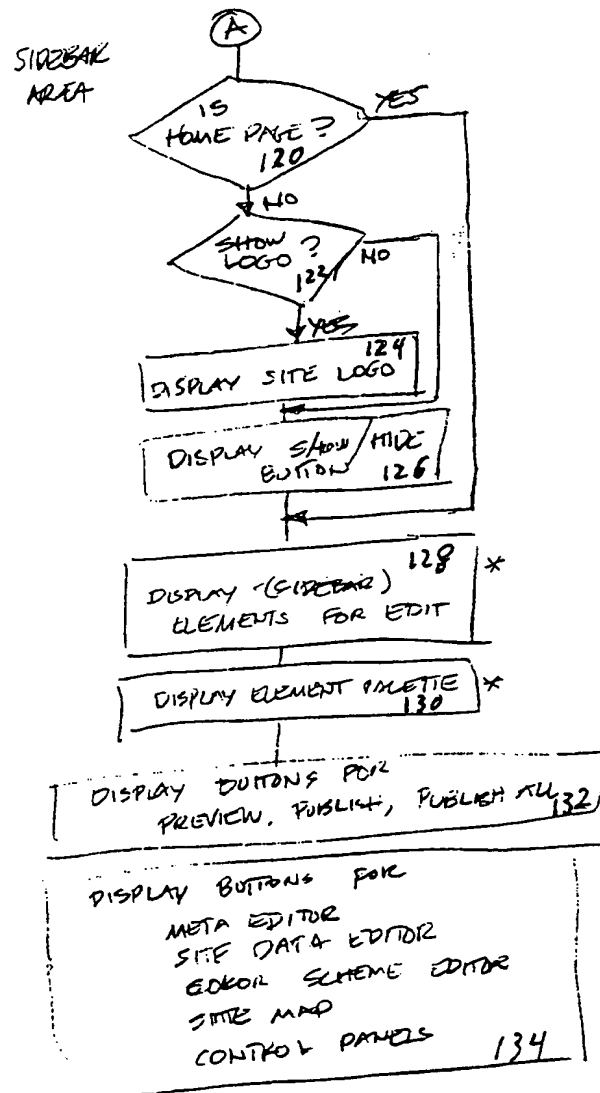 A
SIDEBAR
AREA
YES
IS
HOME PAGE?
120
NO
SHOW
LOGO?
122
NO
YES
124
DISPLAY SITE LOGO
DISPLAY SHOW/HIDE
BUTTON
126
128 *
DISPLAY (SIDEBAR)
ELEMENTS FOR EDIT
DISPLAY ELEMENT PALETTE *
130
DISPLAY BUTTONS FOR
PREVIEW, PUBLISH, PUBLISH ALL
132
DISPLAY BUTTONS FOR
META EDITOR
SITE DATA EDITOR
COLOR SCHEME EDITOR
SITE MAP
CONTROL PANELS
134